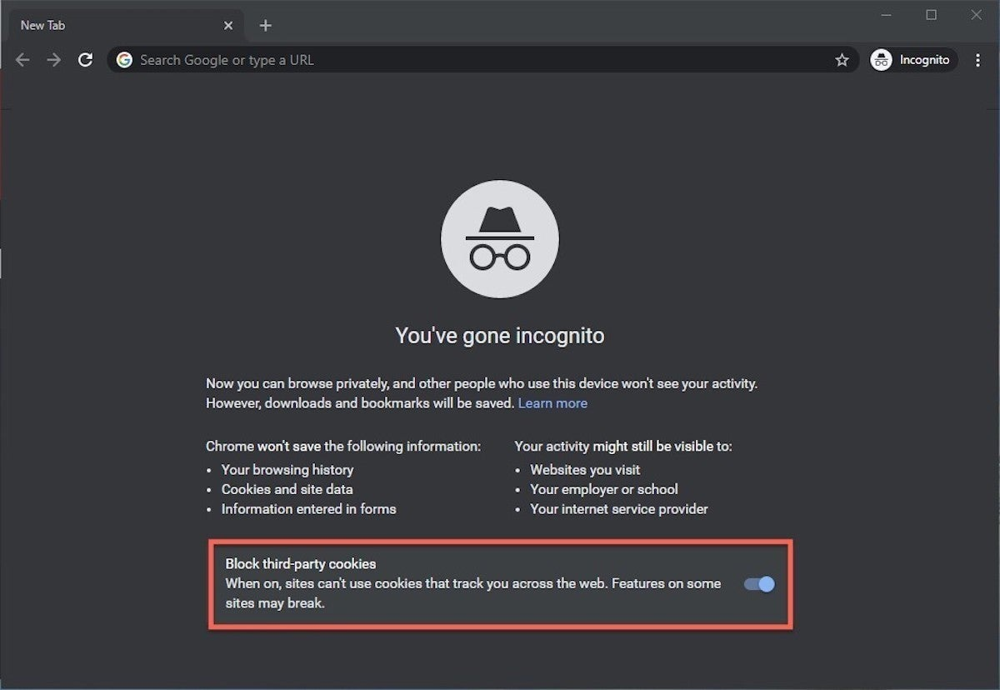 New Tab
Search Google or type a URL
Incognito
You've gone incognito
Now you can browse privately, and other people who use this device won't see your activity.
However, downloads and bookmarks will be saved. Learn more
Chrome won't save the following information:
• Your browsing history
• Cookies and site data
• Information entered in forms
Your activity might still be visible to:
• Websites you visit
• Your employer or school
• Your internet service provider
Block third-party cookies
When on, sites can't use cookies that track you across the web. Features on some
sites may break.